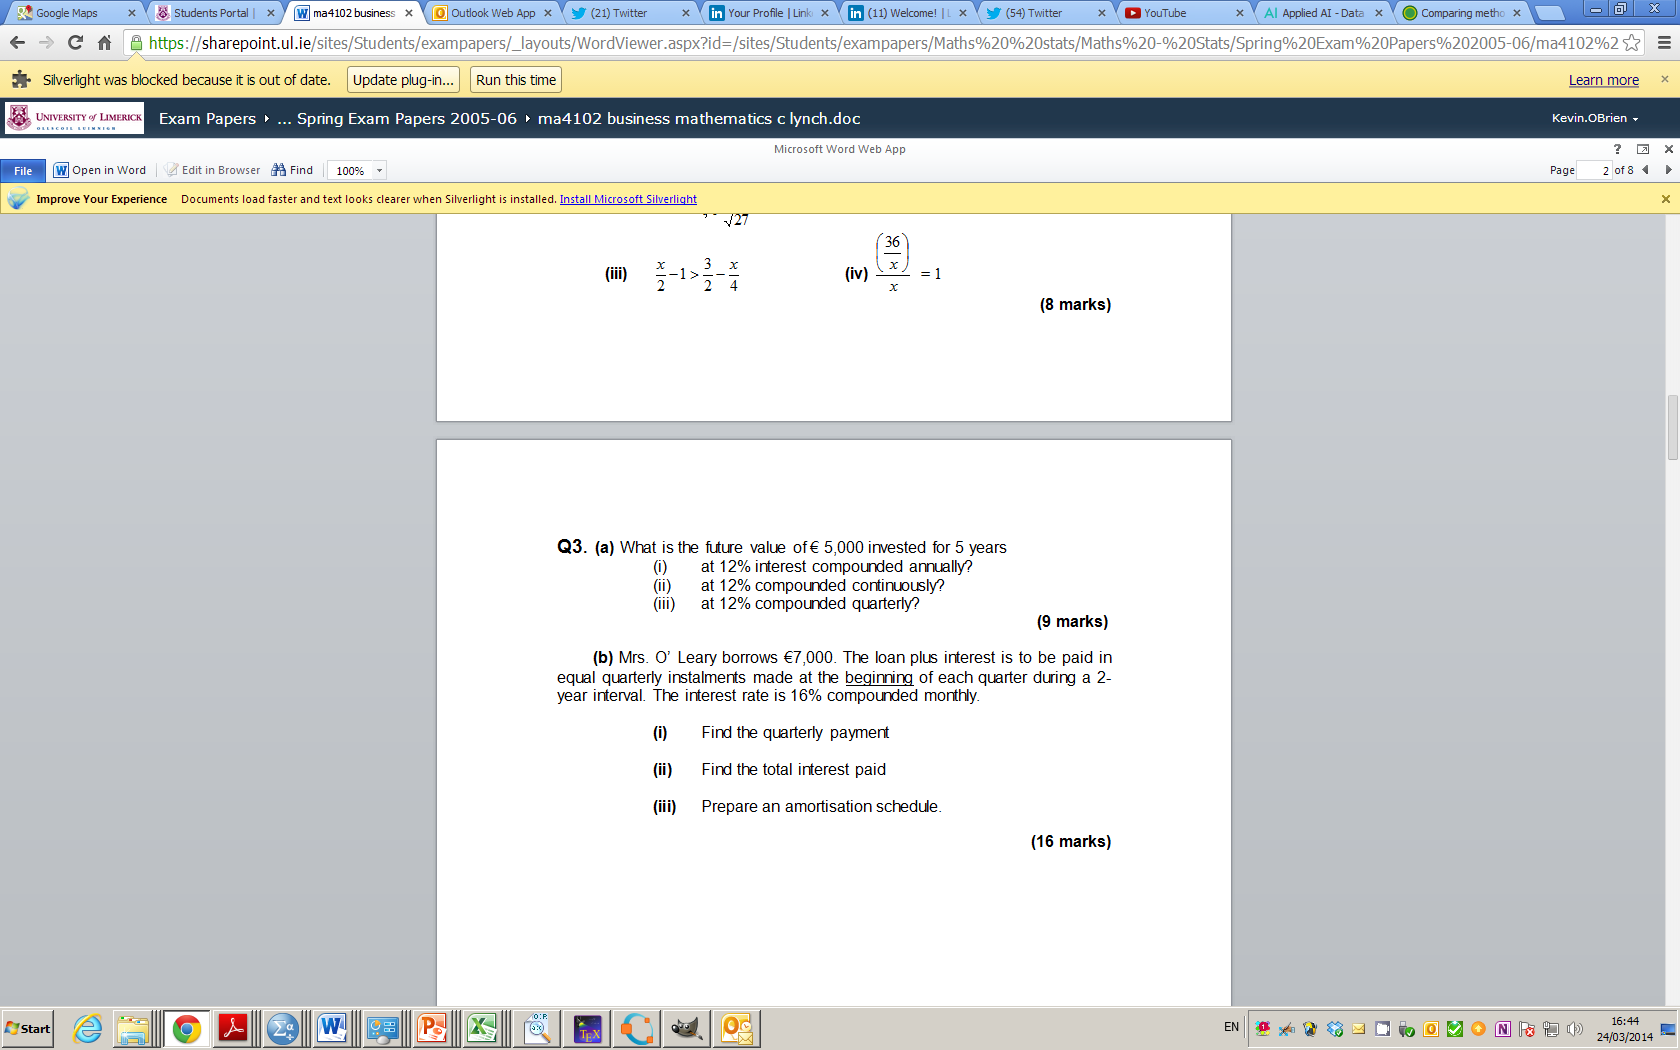 Google Maps
Students Portal |
ma4102 business
Outlook Web App
(21) Twitter
Your Profile | Link
(11) Welcome! | L
(54) Twitter
YouTube
Applied AI - Data
Comparing metho
https://sharepoint.ul.ie/sites/Students/exampapers/_layouts/WordViewer.aspx?id=/sites/Students/exampapers/Maths%20%20stats/Maths%20-%20Stats/Spring%20Exam%20Papers%202005-06/ma4102%2
Silverlight was blocked because it is out of date. Update plug-in... Run this time Learn more
UNIVERSITY of LIMERICK
OLLSCOIL LUIMNIGH
Exam Papers ... Spring Exam Papers 2005-06 ma4102 business mathematics c lynch.doc Kevin.OBrien
Microsoft Word Web App
File Open in Word Edit in Browser Find 100% Page 2 of 8
Improve Your Experience Documents load faster and text looks clearer when Silverlight is installed. Install Microsoft Silverlight
√27
(iii) x/2 − 1 > 3/2 − x/4 (iv) (36/x)/x = 1
(8 marks)
Q3. (a) What is the future value of € 5,000 invested for 5 years
(i) at 12% interest compounded annually?
(ii) at 12% compounded continuously?
(iii) at 12% compounded quarterly?
(9 marks)
(b) Mrs. O' Leary borrows €7,000. The loan plus interest is to be paid in
equal quarterly instalments made at the beginning of each quarter during a 2-
year interval. The interest rate is 16% compounded monthly.
(i) Find the quarterly payment
(ii) Find the total interest paid
(iii) Prepare an amortisation schedule.
(16 marks)
Start
EN
16:44
24/03/2014